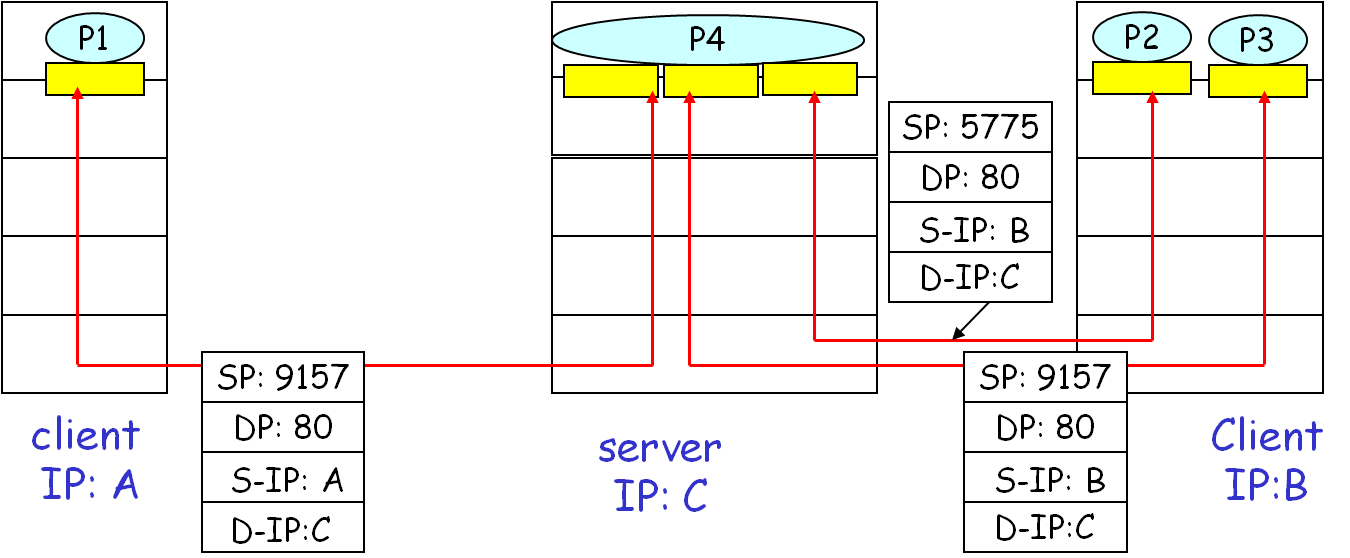 P1
P4
P2
P3
SP: 5775
DP: 80
S-IP: B
D-IP:C
SP: 9157
DP: 80
S-IP: A
D-IP:C
SP: 9157
DP: 80
S-IP: B
D-IP:C
client
IP: A
server
IP: C
Client
IP:B